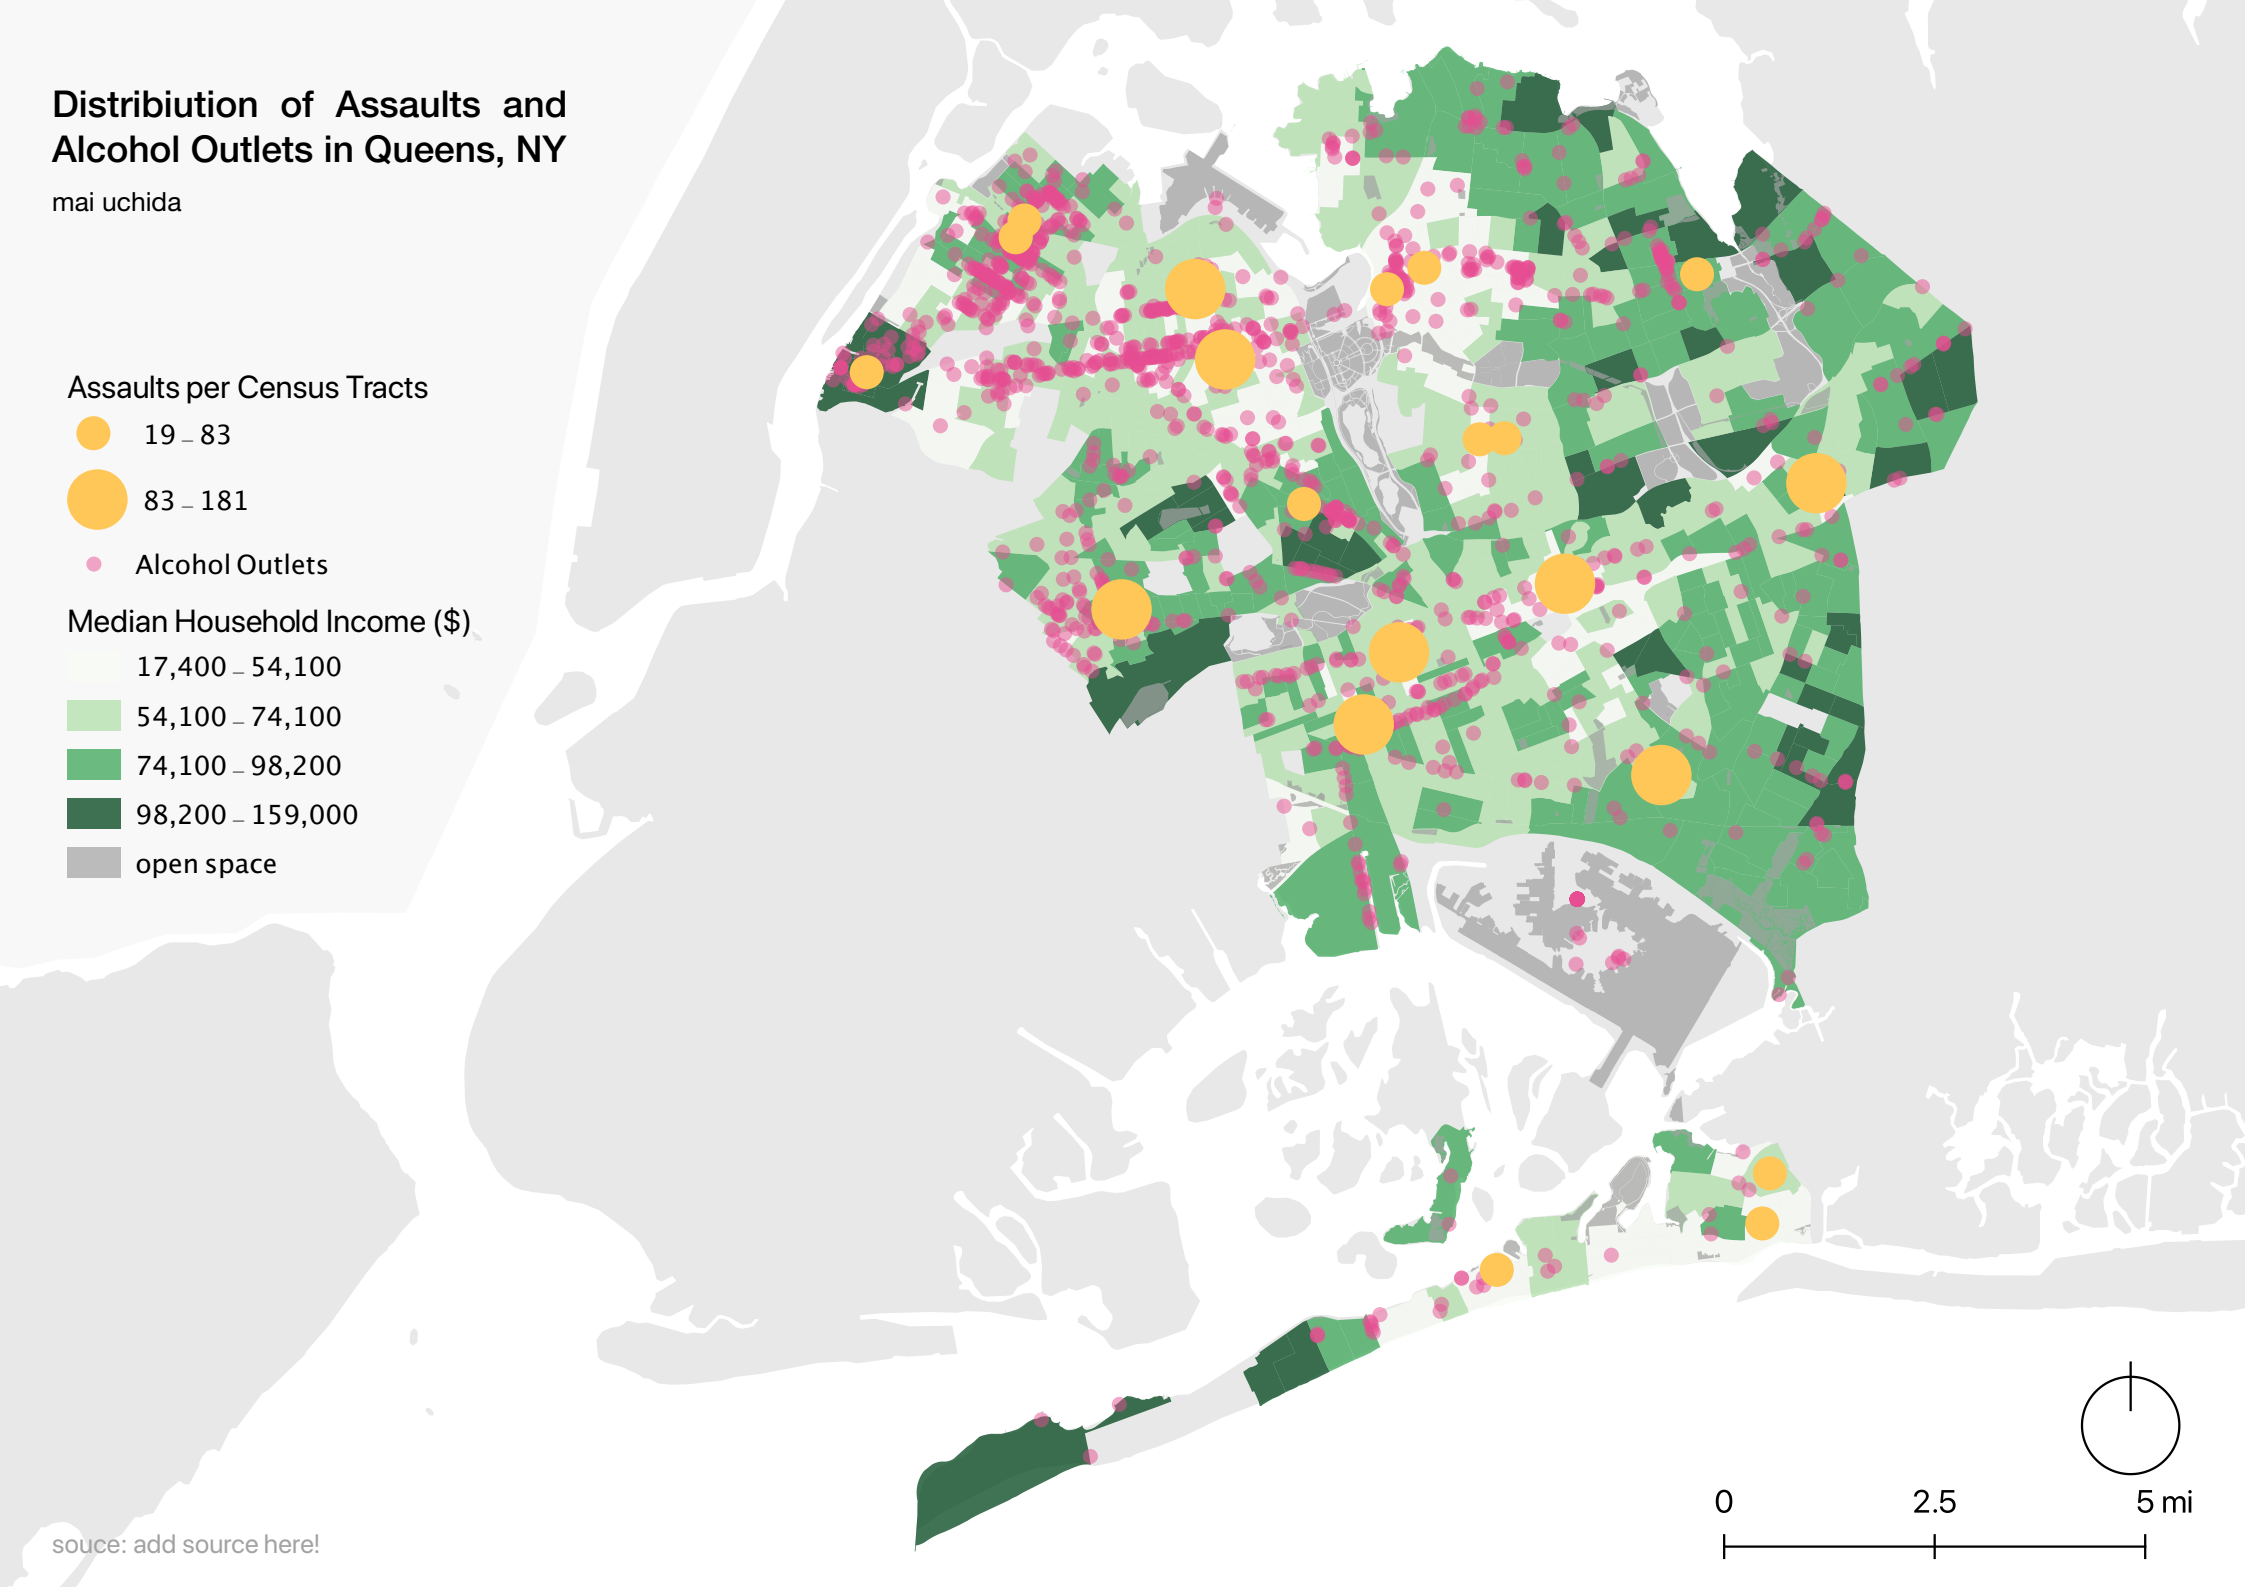 Distribiution of Assaults and
Alcohol Outlets in Queens, NY
mai uchida
Assaults per Census Tracts
19 – 83
83 – 181
Alcohol Outlets
Median Household Income ($)
17,400 – 54,100
54,100 – 74,100
74,100 – 98,200
98,200 – 159,000
open space
souce: add source here!
0 2.5 5 mi